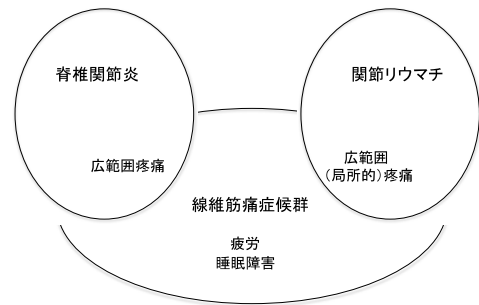 脊椎関節炎
関節リウマチ
広範囲疼痛
広範囲
(局所的)疼痛
線維筋痛症候群
疲労
睡眠障害